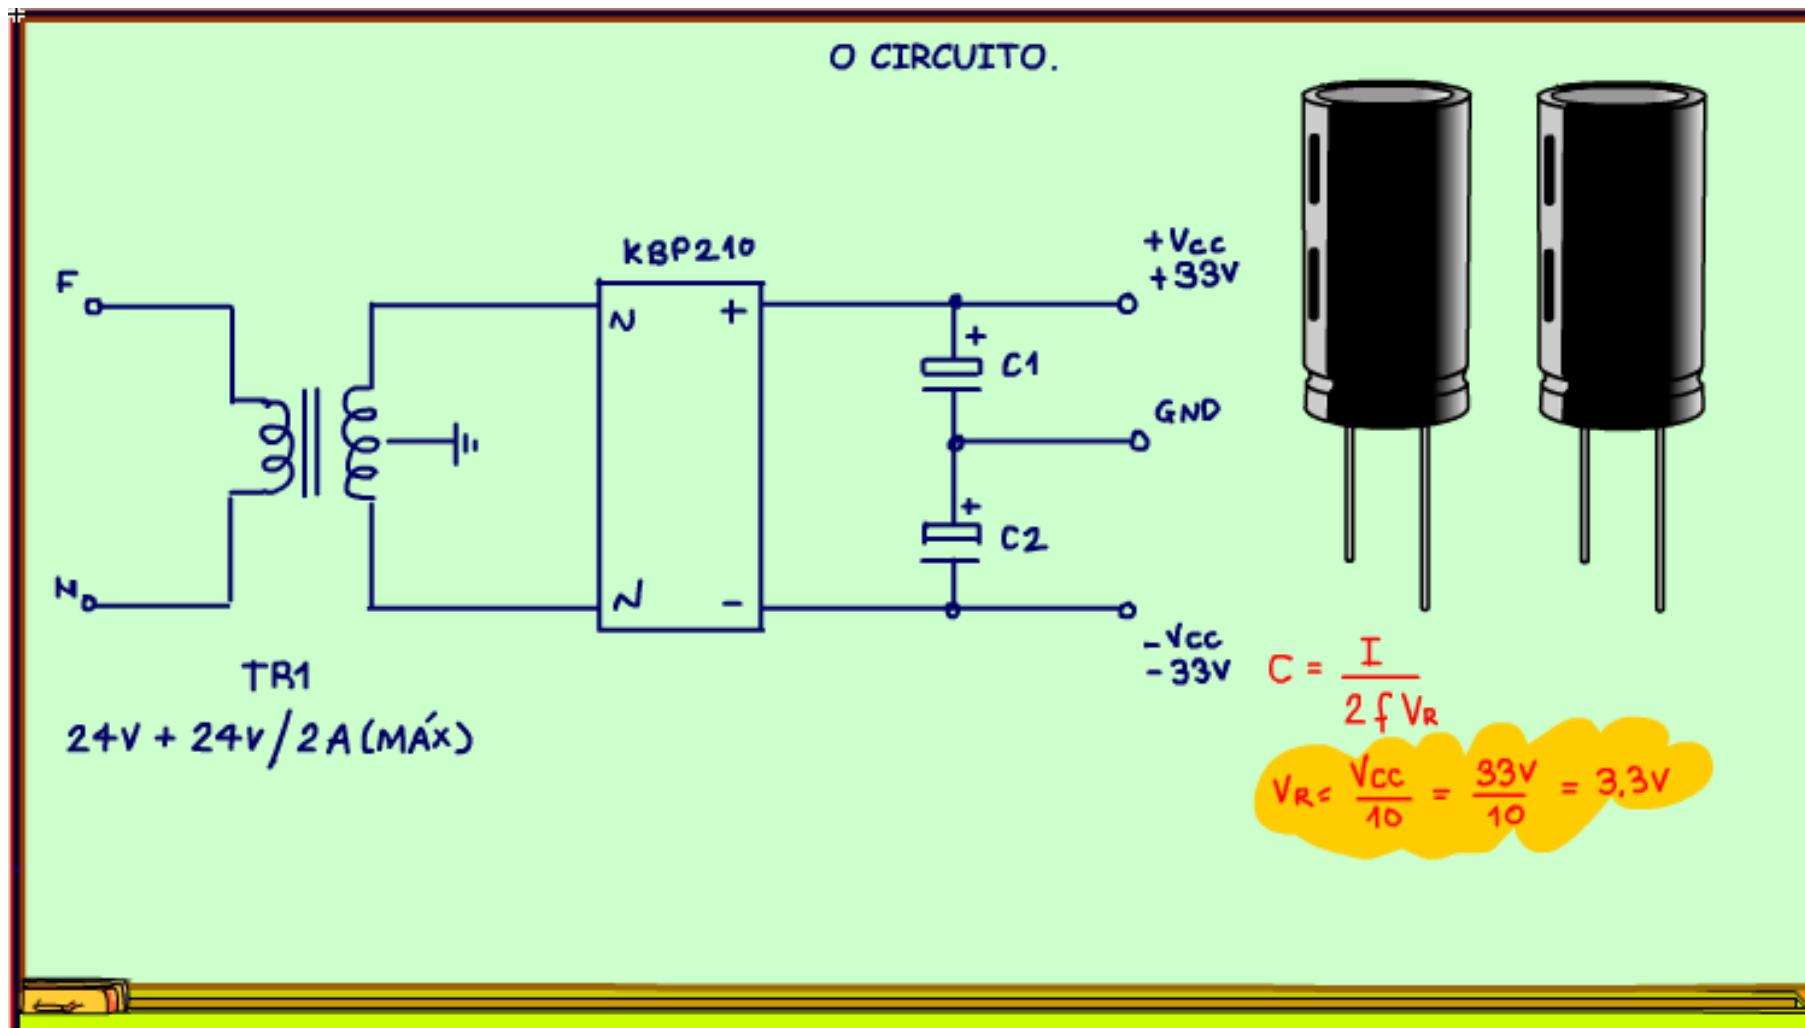 O CIRCUITO.
KBP210
+Vcc
+33V
F
~ +
+
C1
GND
+
C2
N
~ -
-Vcc
-33V
TR1
24V + 24V/2A (MÁX)
C = I / 2 f VR
VR = Vcc/10 = 33V/10 = 3,3V